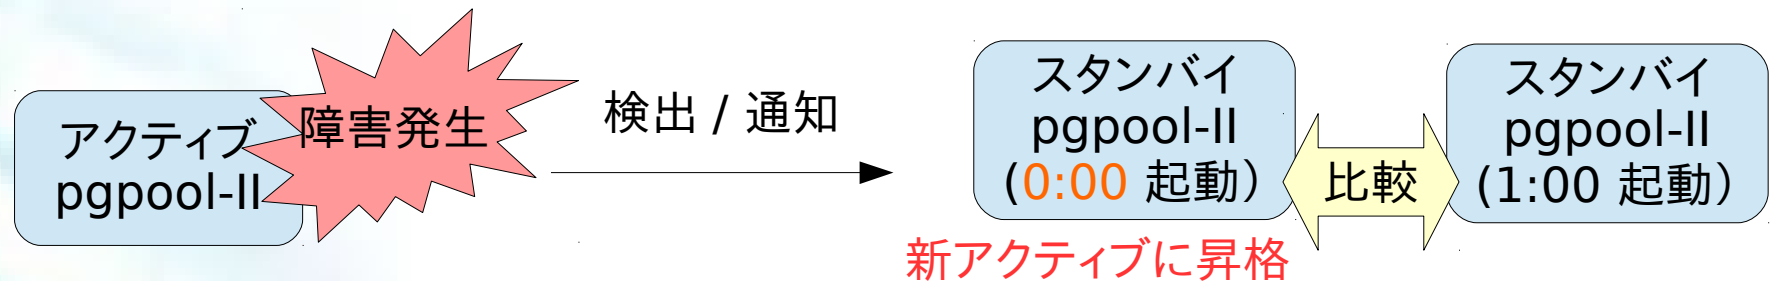 アクティブ
pgpool-II
障害発生
検出 / 通知
スタンバイ
pgpool-II
(0:00 起動）
新アクティブに昇格
比較
スタンバイ
pgpool-II
(1:00 起動）